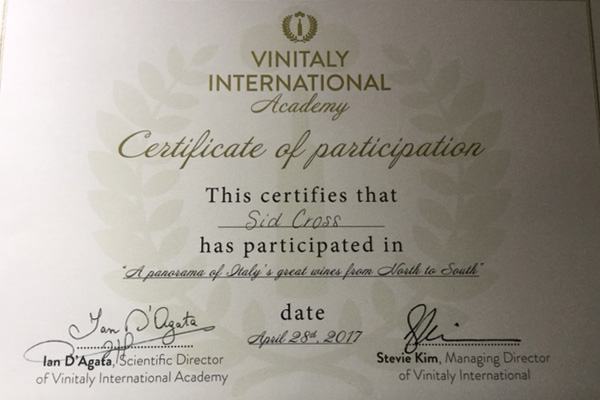 VINITALY
INTERNATIONAL
Academy
Certificate of participation
This certifies that
Sid Cross
has participated in
"A panorama of Italy's great wines from North to South"
date
April 28th, 2017
Ian D'Agata
Ian D'Agata, Scientific Director
of Vinitaly International Academy
Stevie Kim, Managing Director
of Vinitaly International